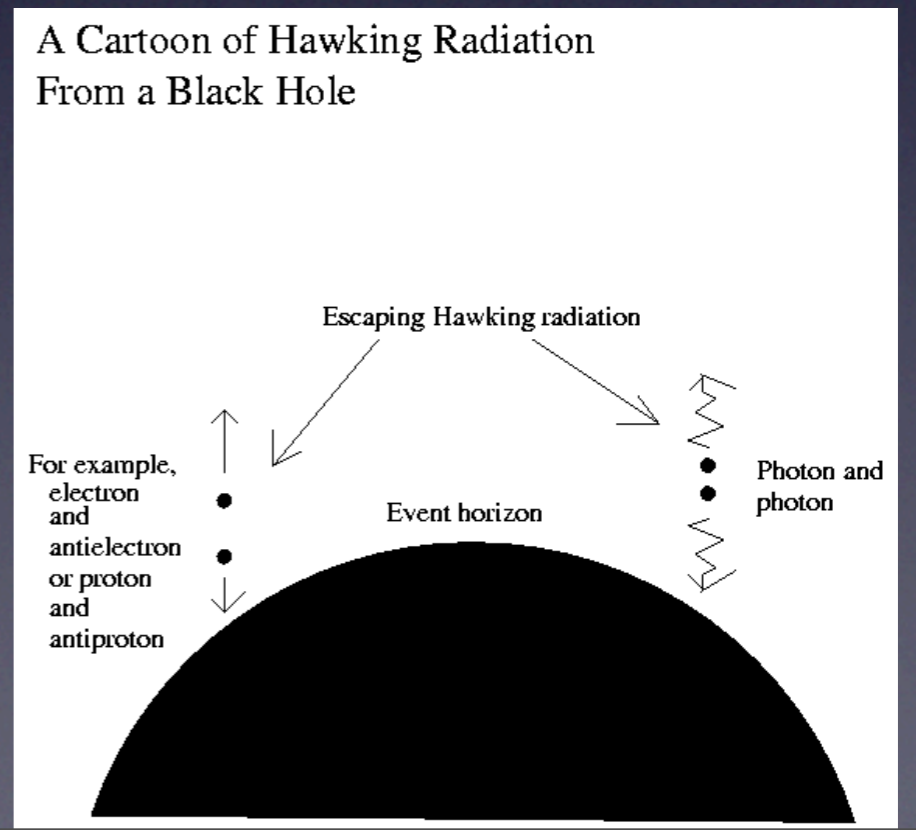 A Cartoon of Hawking Radiation
From a Black Hole
Escaping Hawking radiation
For example,
electron
and
antielectron
or proton
and
antiproton
Event horizon
Photon and
photon